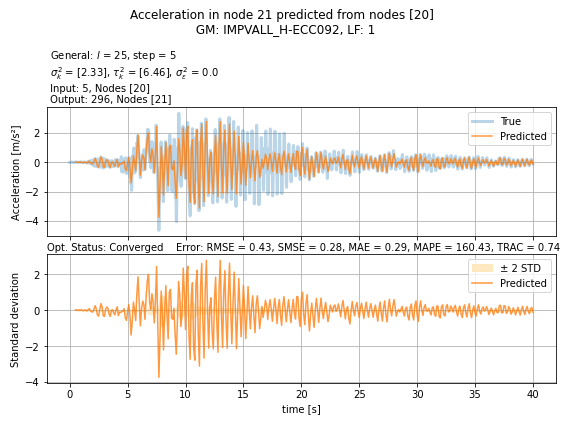 Acceleration in node 21 predicted from nodes [20]
GM: IMPVALL_H-ECC092, LF: 1
General: l = 25, step = 5
σ²ₖ = [2.33], τ²ₖ = [6.46], σ² = 0.0
Input: 5, Nodes [20]
Output: 296, Nodes [21]
True
Predicted
Acceleration [m/s²]
2
0
−2
−4
Opt. Status: Converged Error: RMSE = 0.43, SMSE = 0.28, MAE = 0.29, MAPE = 160.43, TRAC = 0.74
± 2 STD
Predicted
Standard deviation
2
0
−2
−4
0 5 10 15 20 25 30 35 40
time [s]